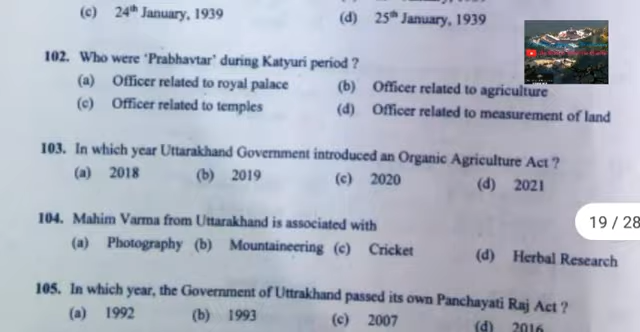 (c) 24th January, 1939 (d) 25th January, 1939
102. Who were 'Prabhavtar' during Katyuri period ?
(a) Officer related to royal palace (b) Officer related to agriculture
(c) Officer related to temples (d) Officer related to measurement of land
103. In which year Uttarakhand Government introduced an Organic Agriculture Act ?
(a) 2018 (b) 2019 (c) 2020 (d) 2021
19 / 28
104. Mahim Varma from Uttarakhand is associated with
(a) Photography (b) Mountaineering (c) Cricket (d) Herbal Research
105. In which year, the Government of Uttrakhand passed its own Panchayati Raj Act ?
(a) 1992 (b) 1993 (c) 2007 (d) 2016